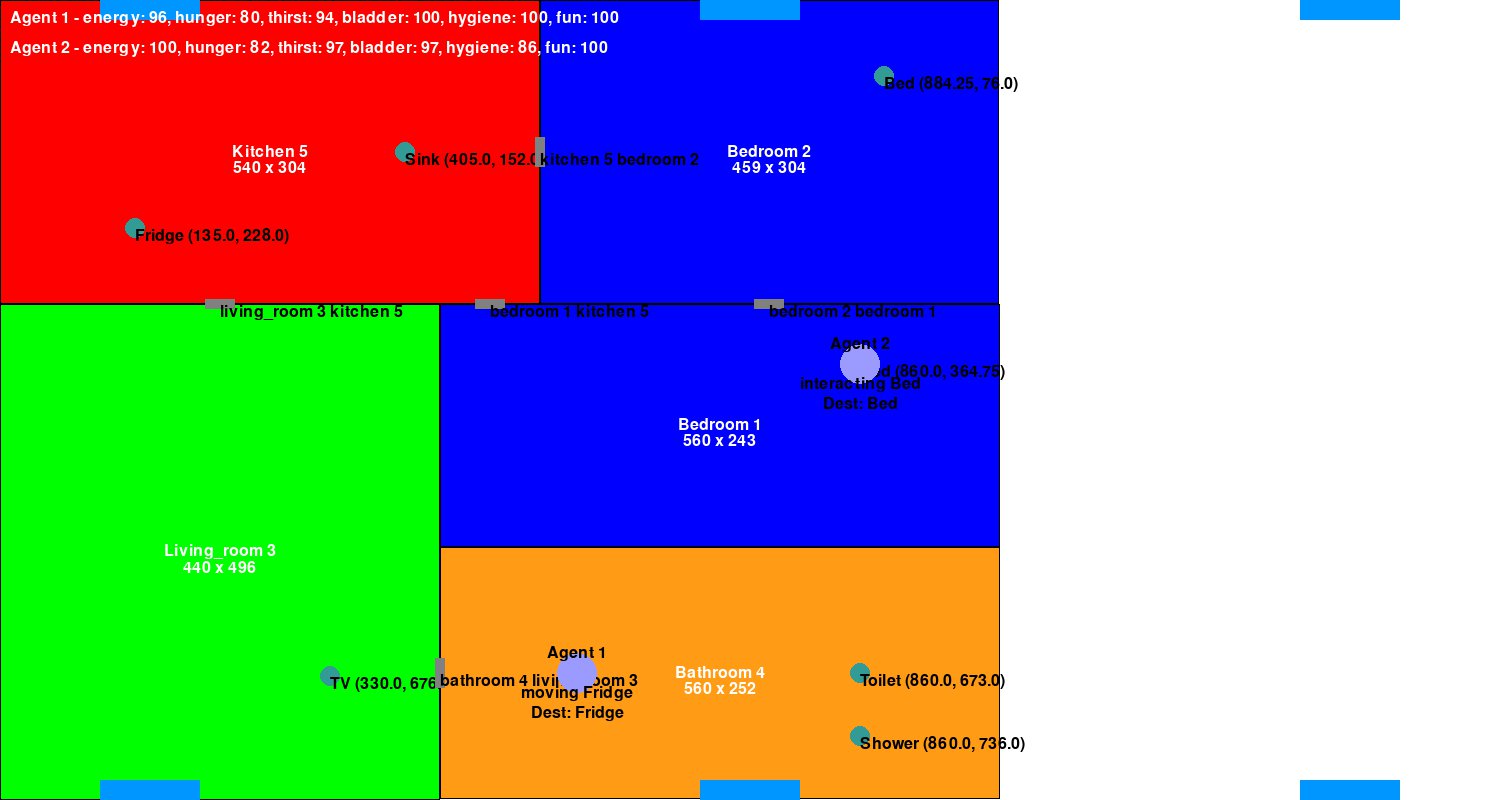 Agent 1 - energy: 96, hunger: 80, thirst: 94, bladder: 100, hygiene: 100, fun: 100
Agent 2 - energy: 100, hunger: 82, thirst: 97, bladder: 97, hygiene: 86, fun: 100
Bed (884.25, 76.0)
Kitchen 5
540 x 304
Sink (405.0, 152.0
kitchen 5 bedroom 2
Bedroom 2
459 x 304
Fridge (135.0, 228.0)
living_room 3 kitchen 5
bedroom 1 kitchen 5
bedroom 2 bedroom 1
Agent 2
(860.0, 364.75)
interacting Bed
Dest: Bed
Bedroom 1
560 x 243
Living_room 3
440 x 496
Agent 1
TV (330.0, 676
bathroom 4 living_room 3
moving Fridge
Dest: Fridge
Bathroom 4
560 x 252
Toilet (860.0, 673.0)
Shower (860.0, 736.0)